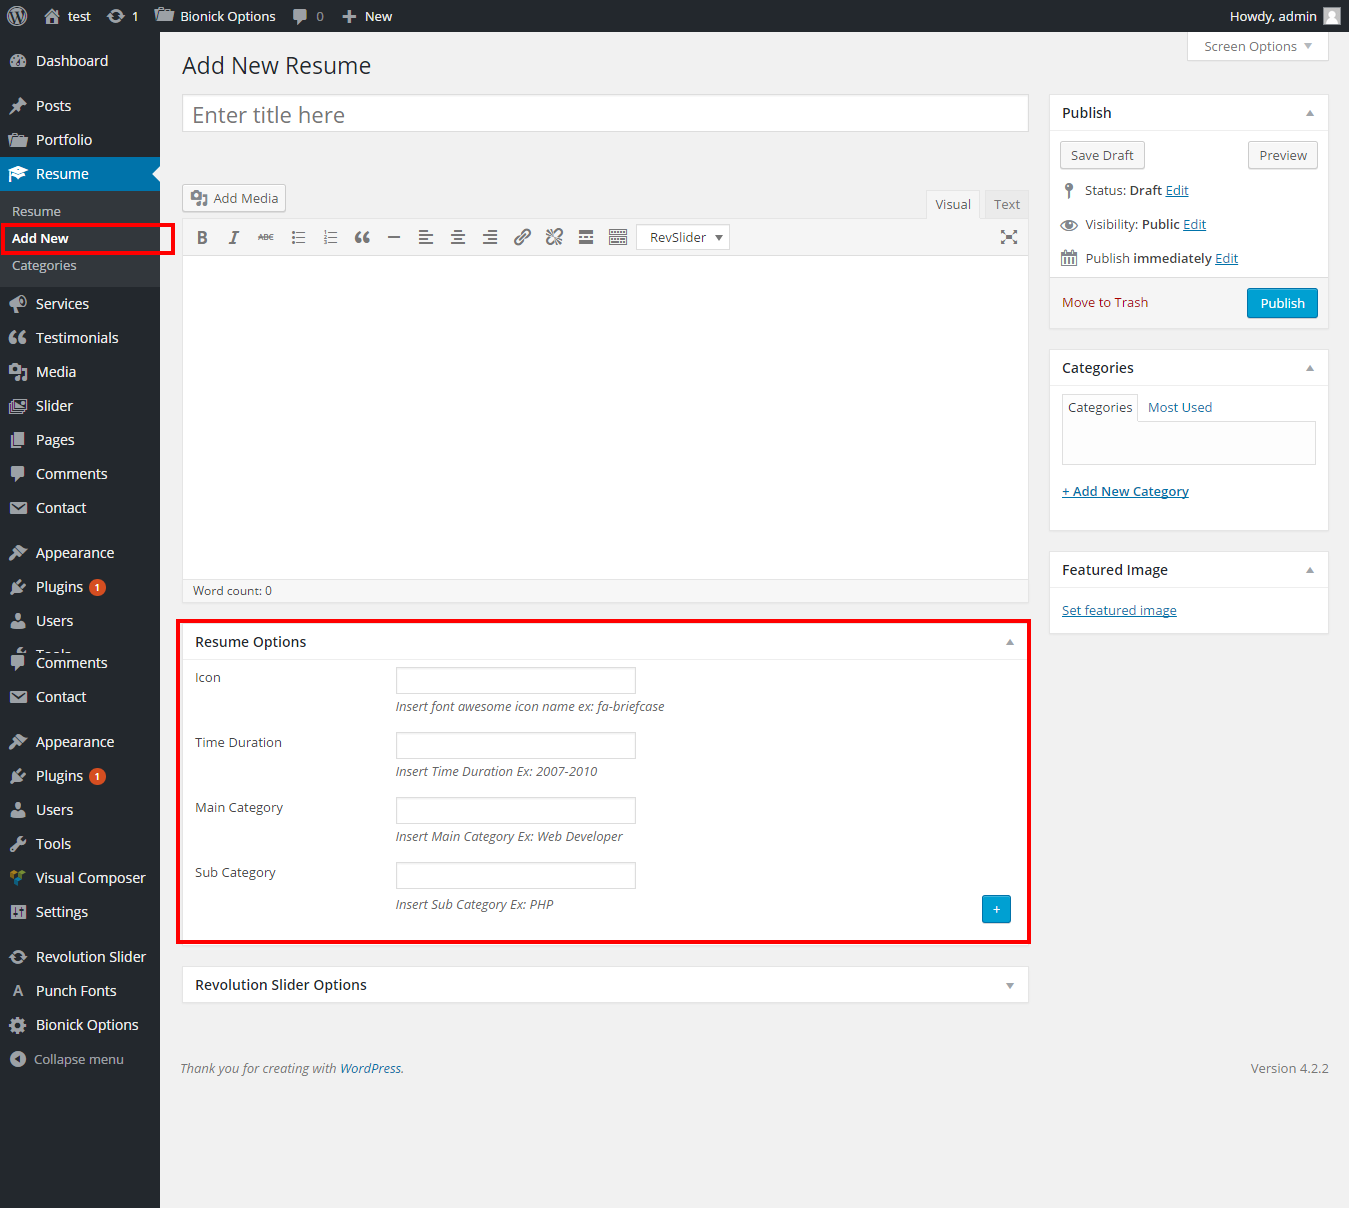 test 1 Bionick Options 0 New Howdy, admin
Dashboard
Posts
Portfolio
Resume
Resume
Add New
Categories
Services
Testimonials
Media
Slider
Pages
Comments
Contact
Appearance
Plugins 1
Users
Comments
Contact
Appearance
Plugins 1
Users
Tools
Visual Composer
Settings
Revolution Slider
A Punch Fonts
Bionick Options
Collapse menu
Screen Options
Add New Resume
Enter title here
Add Media
Visual Text
B I ABC RevSlider
Word count: 0
Resume Options
Icon
Insert font awesome icon name ex: fa-briefcase
Time Duration
Insert Time Duration Ex: 2007-2010
Main Category
Insert Main Category Ex: Web Developer
Sub Category
Insert Sub Category Ex: PHP
+
Revolution Slider Options
Publish
Save Draft Preview
Status: Draft Edit
Visibility: Public Edit
Publish immediately Edit
Move to Trash Publish
Categories
Categories Most Used
+ Add New Category
Featured Image
Set featured image
Thank you for creating with WordPress. Version 4.2.2